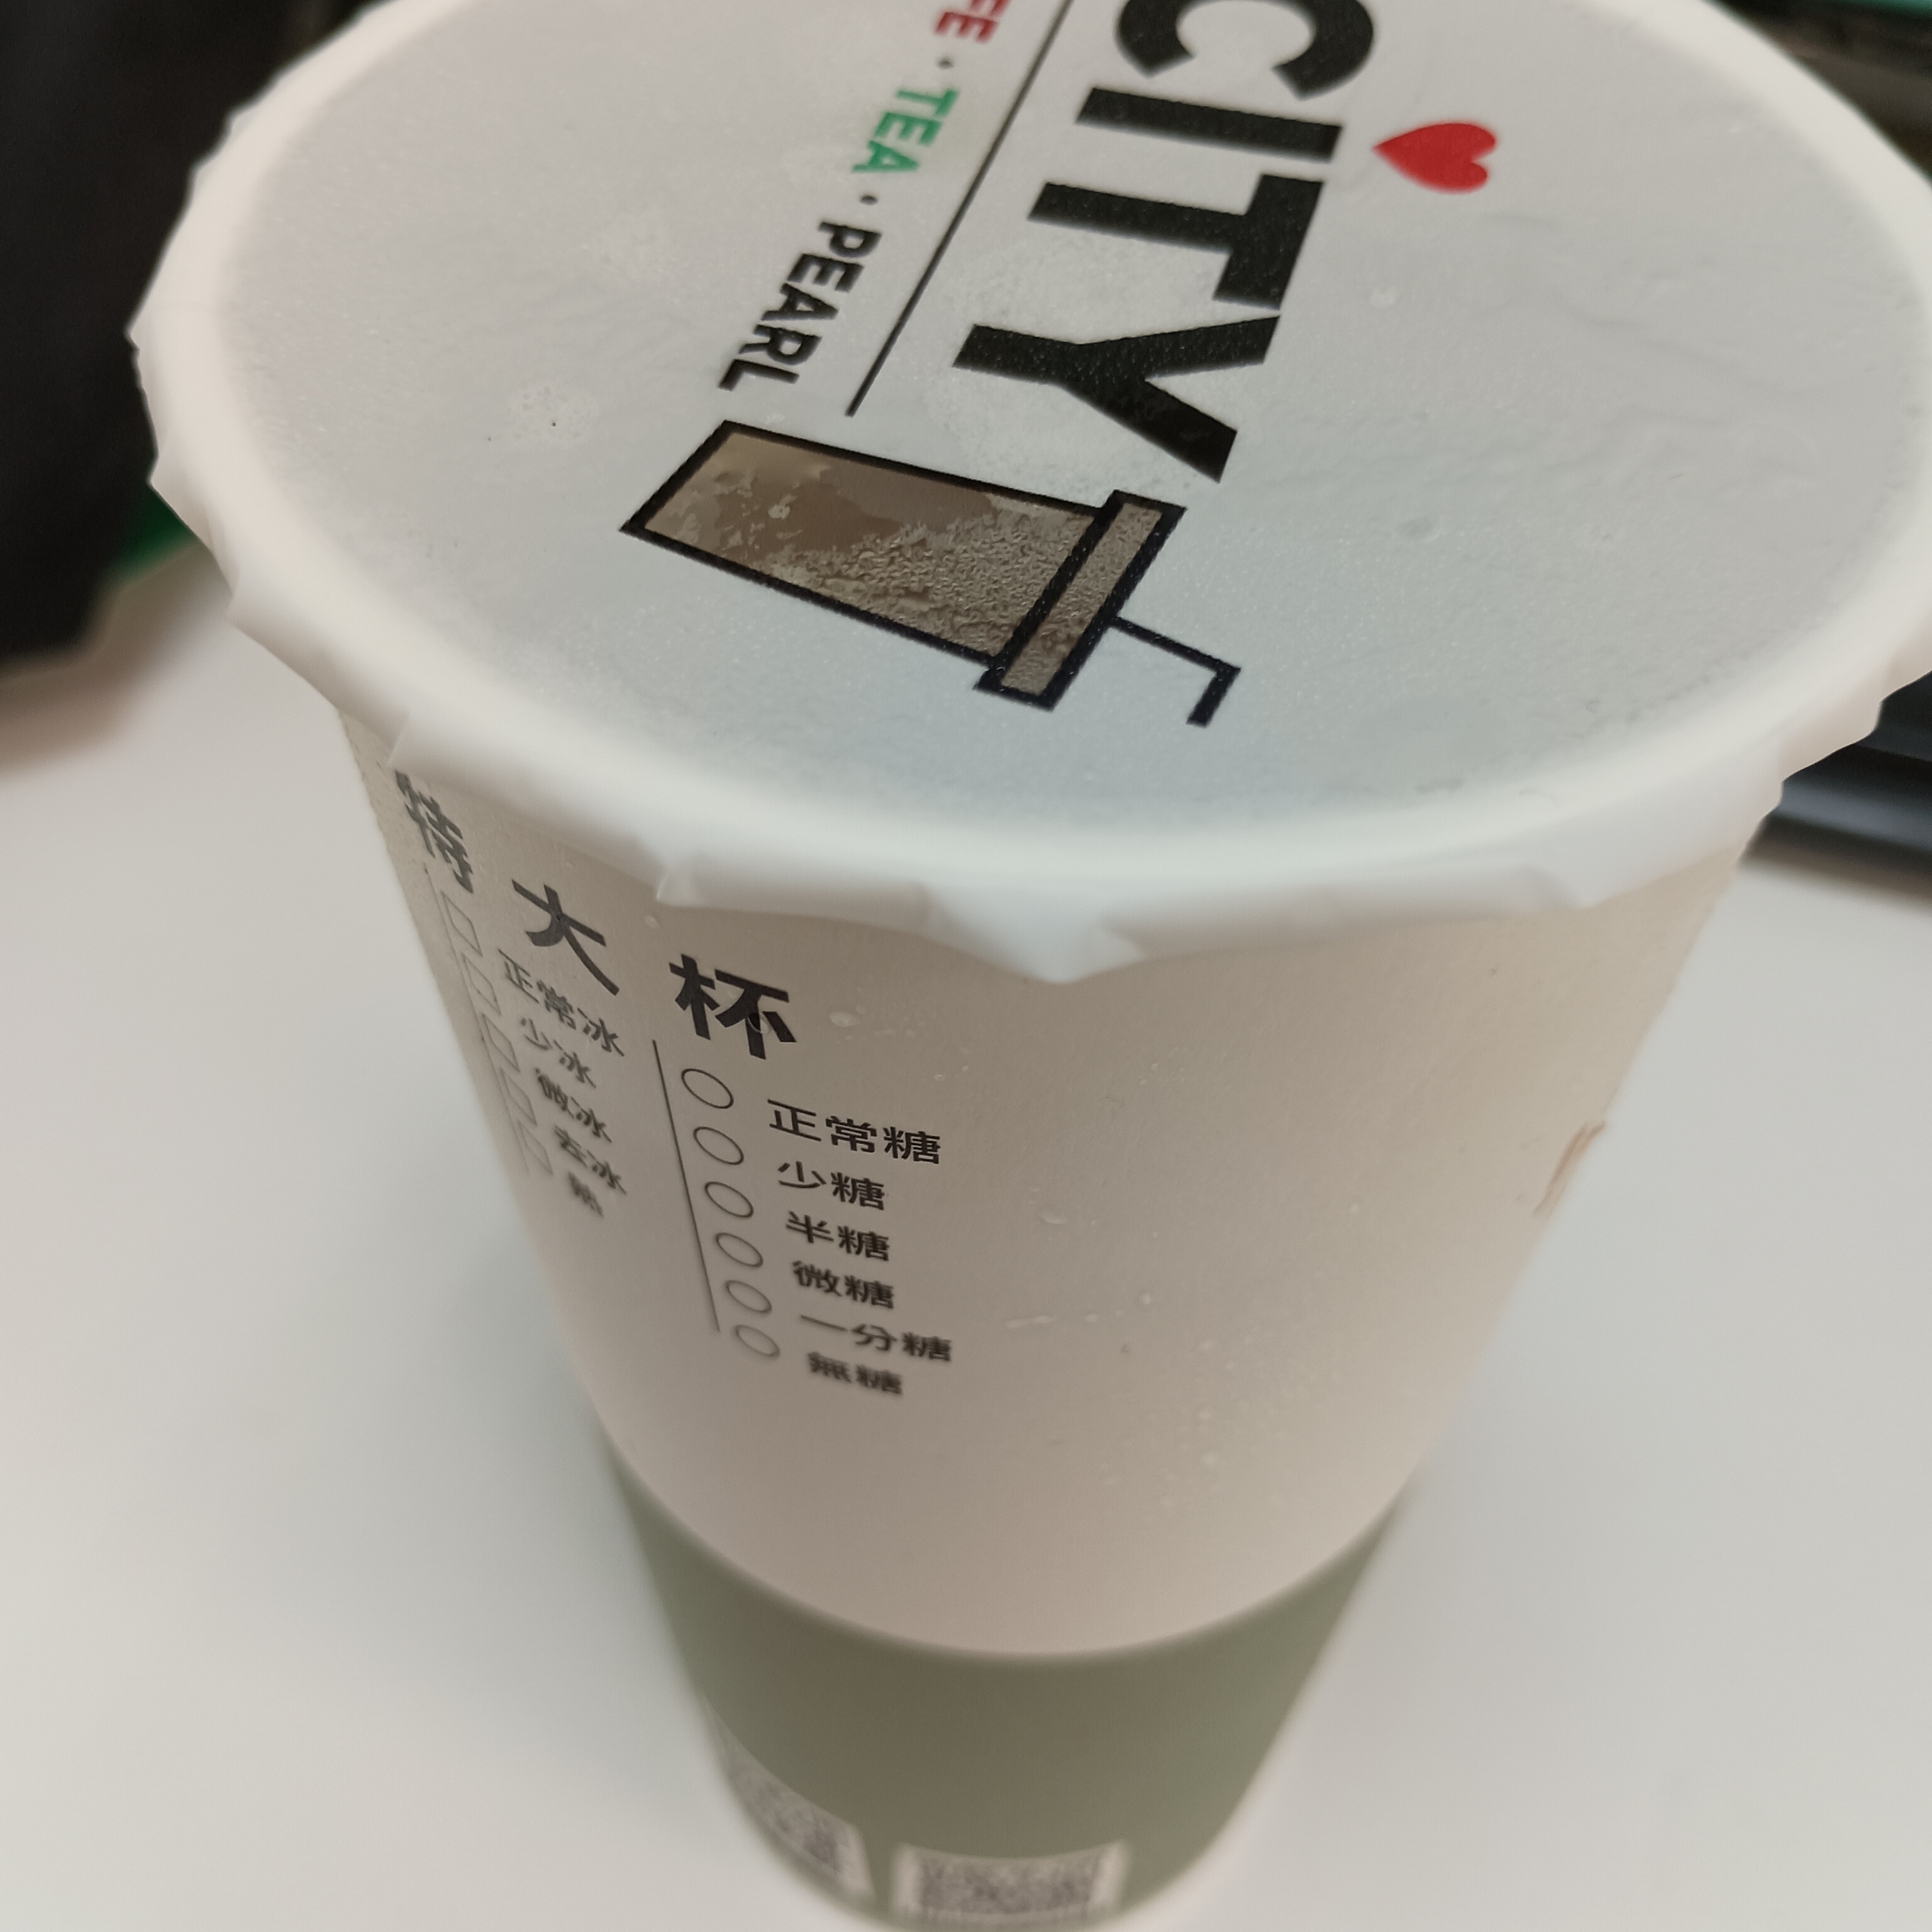 CITY
TEA · PEARL
特大杯
正常冰
少冰
微冰
去冰
熱
正常糖
少糖
半糖
微糖
一分糖
無糖